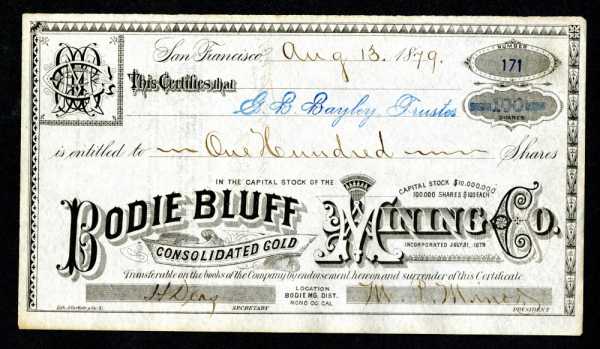 San Francisco, Aug 13. 1879.
NUMBER
171
This Certifies that
G. B. Bayley, Trustee
100
SHARES
is entitled to One Hundred Shares
IN THE CAPITAL STOCK OF THE
CAPITAL STOCK $10,000,000
100,000 SHARES $100 EACH
BODIE BLUFF
CONSOLIDATED GOLD
MINING CO.
INCORPORATED JULY 31, 1879
Transferable on the books of the Company by endorsement hereon and surrender of this Certificate
SECRETARY
LOCATION
BODIE MG. DIST.
MONO CO. CAL
PRESIDENT